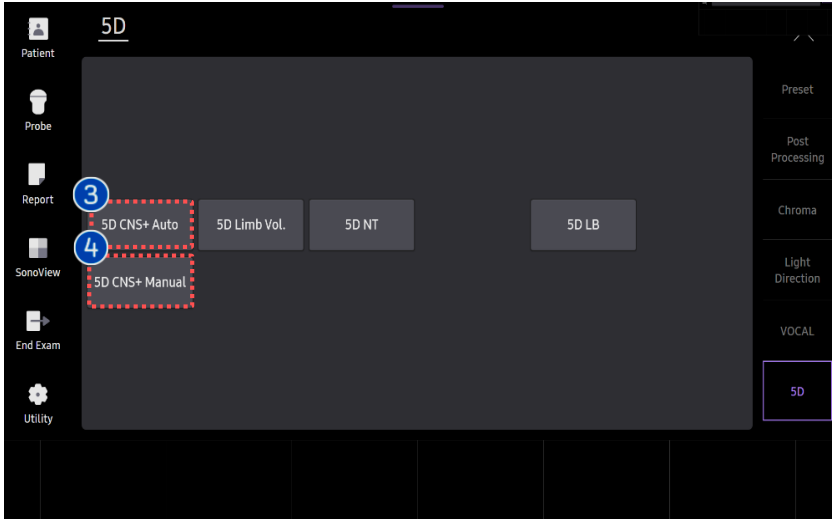 5D
Patient
Probe
Report
SonoView
End Exam
Utility
3
5D CNS+ Auto
5D Limb Vol.
5D NT
5D LB
4
5D CNS+ Manual
Preset
Post
Processing
Chroma
Light
Direction
VOCAL
5D